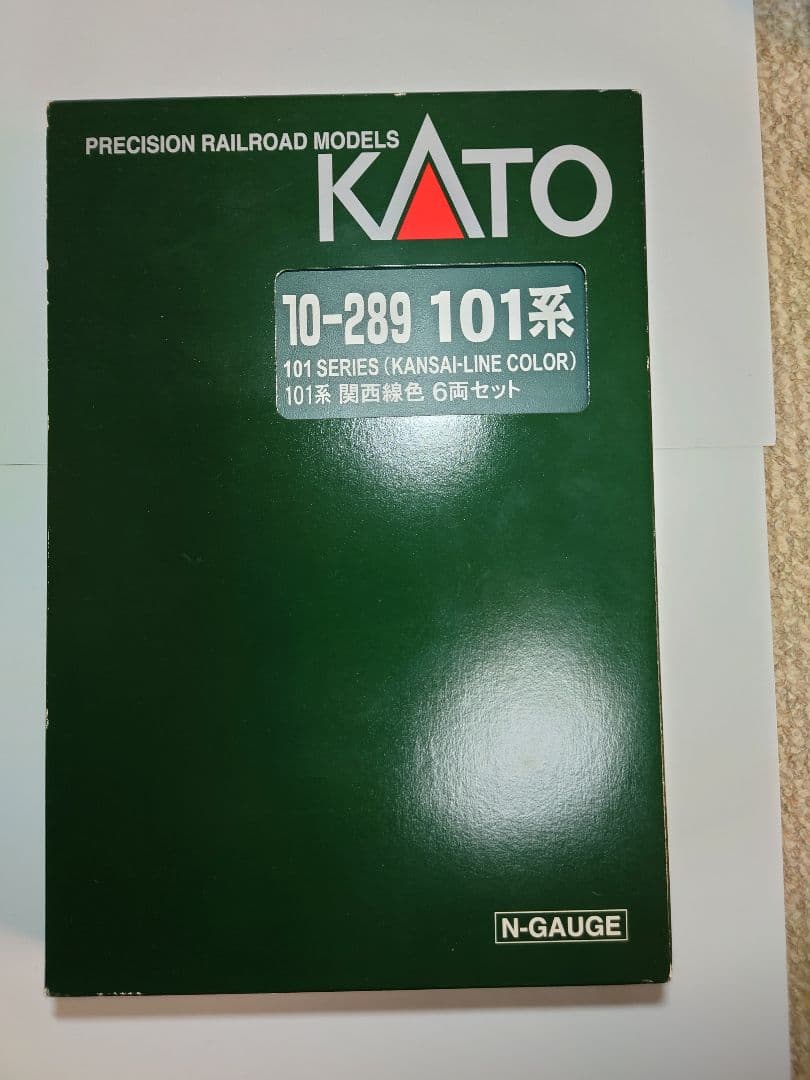 PRECISION RAILROAD MODELS
KATO
10-289 101系
101 SERIES (KANSAI-LINE COLOR)
101系 関西線色 6両セット
N-GAUGE